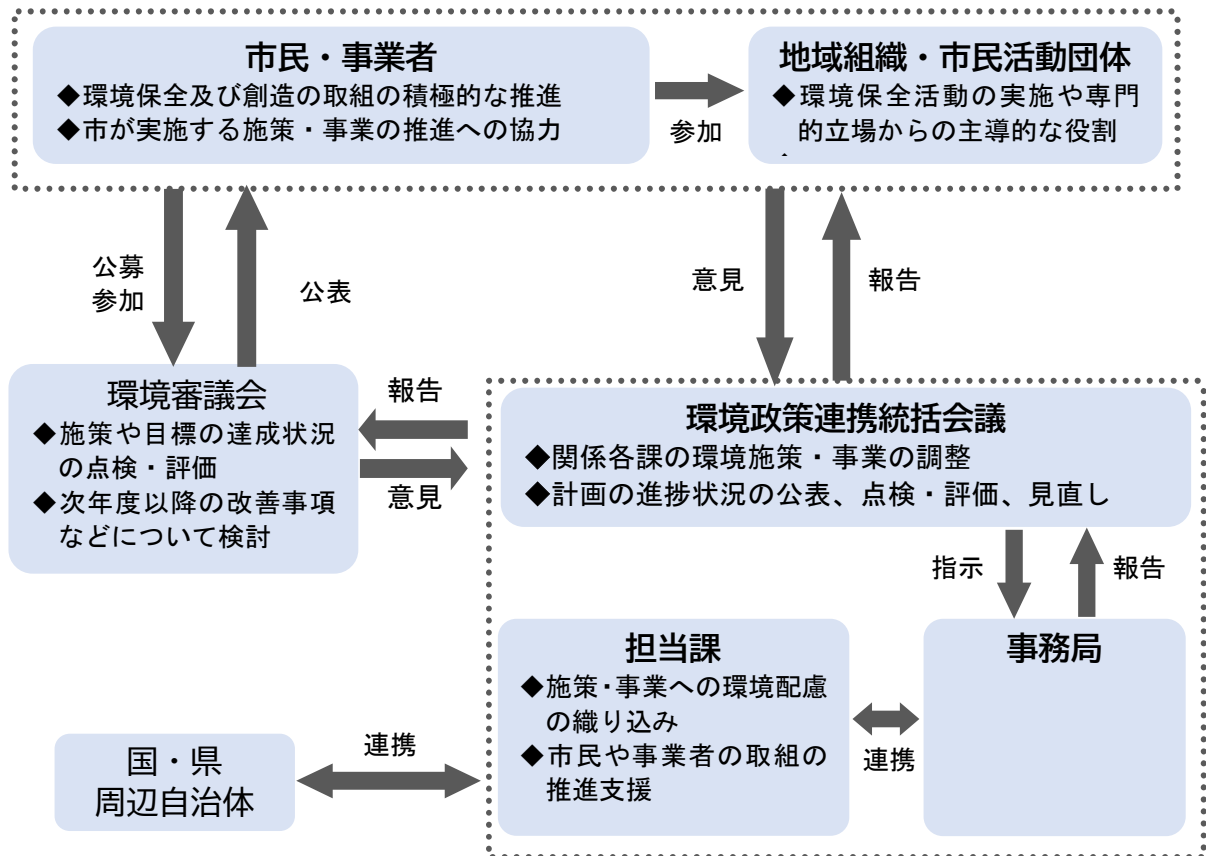 市民・事業者
◆環境保全及び創造の取組の積極的な推進
◆市が実施する施策・事業の推進への協力
参加
地域組織・市民活動団体
◆環境保全活動の実施や専門
的立場からの主導的な役割
公募
参加
公表
意見
報告
環境審議会
◆施策や目標の達成状況
の点検・評価
◆次年度以降の改善事項
などについて検討
報告
意見
環境政策連携統括会議
◆関係各課の環境施策・事業の調整
◆計画の進捗状況の公表、点検・評価、見直し
指示
報告
担当課
◆施策・事業への環境配慮
の織り込み
◆市民や事業者の取組の
推進支援
連携
事務局
国・県
周辺自治体
連携